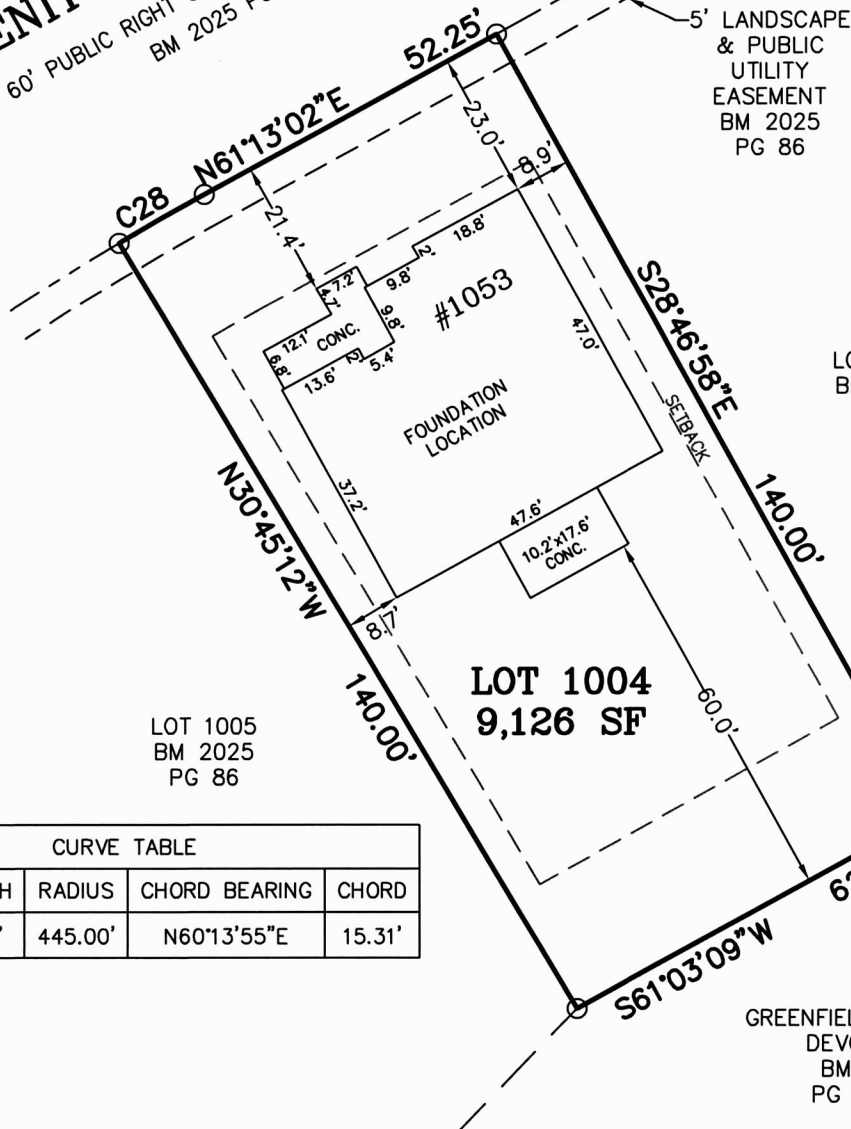 60' PUBLIC RIGHT
BM 2025
52.25'
5' LANDSCAPE
& PUBLIC
UTILITY
EASEMENT
BM 2025
PG 86
N61°13'02"E
C28
23.0'
8.9'
21.4'
18.8'
2'
9.8'
7.2'
4.7'
#1053
9.8'
12.1'
CONC.
6.8'
2'
5.4'
13.6'
47.0'
S28°46'58"E
FOUNDATION
LOCATION
SETBACK
37.2'
N30°45'12"W
47.6'
10.2'x17.6'
CONC.
140.00'
8.7'
LOT 1004
9,126 SF
60.0'
140.00'
LOT 1005
BM 2025
PG 86
CURVE TABLE
RADIUS CHORD BEARING CHORD
445.00' N60°13'55"E 15.31'
S61°03'09"W
BM
PG